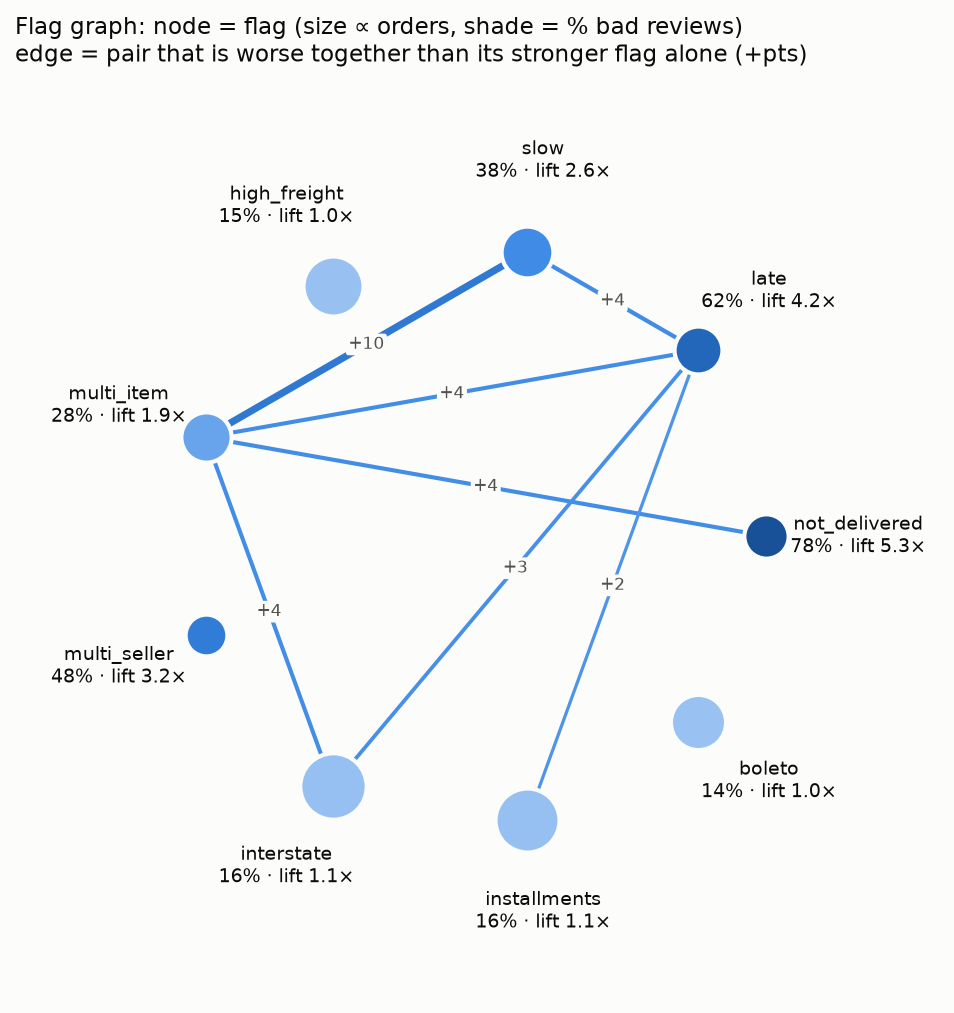 Flag graph: node = flag (size ∝ orders, shade = % bad reviews)
edge = pair that is worse together than its stronger flag alone (+pts)
slow
38% · lift 2.6×
high_freight
15% · lift 1.0×
late
62% · lift 4.2×
+4
+10
multi_item
28% · lift 1.9×
+4
+4
not_delivered
78% · lift 5.3×
+3
+2
+4
multi_seller
48% · lift 3.2×
boleto
14% · lift 1.0×
interstate
16% · lift 1.1×
installments
16% · lift 1.1×